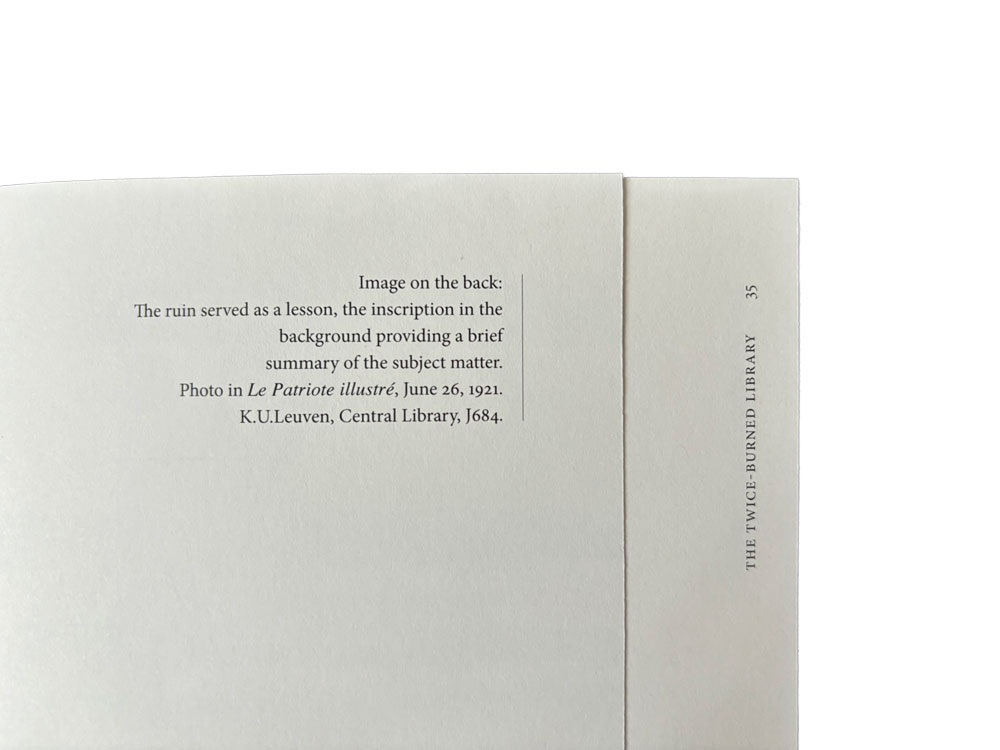 Image on the back:
The ruin served as a lesson, the inscription in the
background providing a brief
summary of the subject matter.
Photo in Le Patriote illustré, June 26, 1921.
K.U.Leuven, Central Library, J684.
THE TWICE-BURNED LIBRARY 35